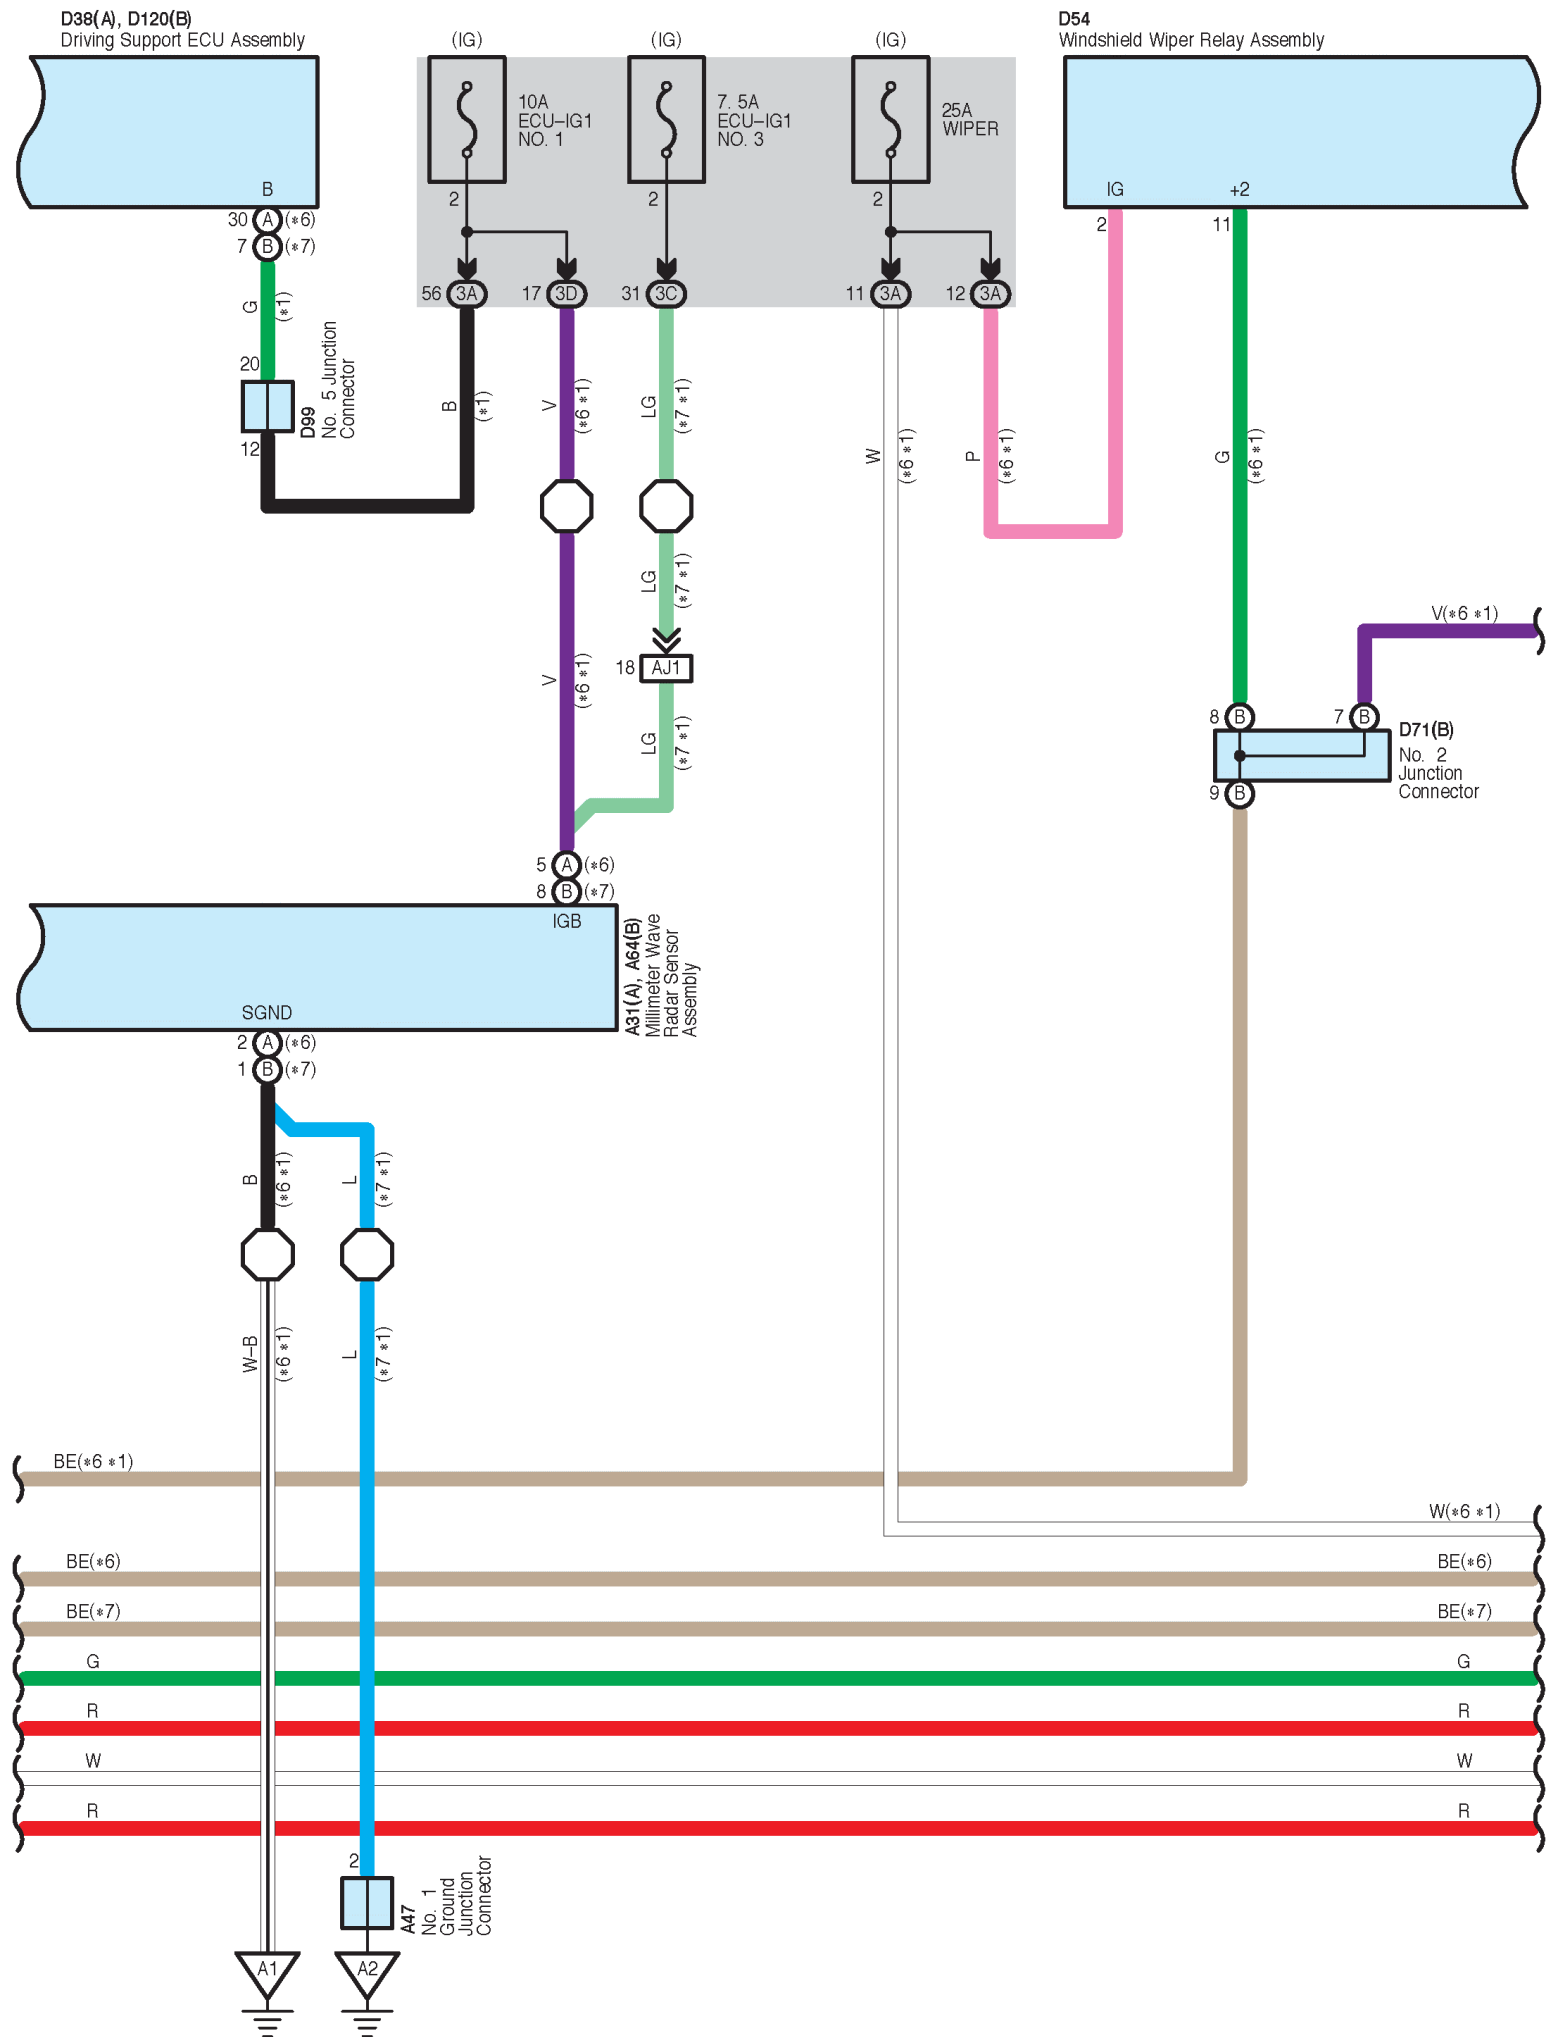 D38(A), D120(B)
Driving Support ECU Assembly
B
30 A (*6)
7 B (*7)
G
(*1)
20
D99
No. 5 Junction
Connector
12
(IG)
10A
ECU-IG1
NO. 1
2
56 3A
17 3D
B
(*1)
V
(*6 *1)
V
(*6 *1)
(IG)
7. 5A
ECU-IG1
NO. 3
2
31 3C
LG
(*7 *1)
LG
(*7 *1)
18 AJ1
LG
(*7 *1)
(IG)
25A
WIPER
2
11 3A
12 3A
W
(*6 *1)
P
(*6 *1)
D54
Windshield Wiper Relay Assembly
IG
+2
2
11
G
(*6 *1)
V(*6 *1)
8 B
7 B
D71(B)
No. 2
Junction
Connector
9 B
5 A (*6)
8 B (*7)
IGB
A31(A), A64(B)
Millimeter Wave
Radar Sensor
Assembly
SGND
2 A (*6)
1 B (*7)
B
(*6 *1)
L
(*7 *1)
W-B
(*6 *1)
L
(*7 *1)
BE(*6 *1)
W(*6 *1)
BE(*6)
BE(*6)
BE(*7)
BE(*7)
G
G
R
R
W
W
R
R
2
A47
No. 1
Ground
Junction
Connector
A1
A2